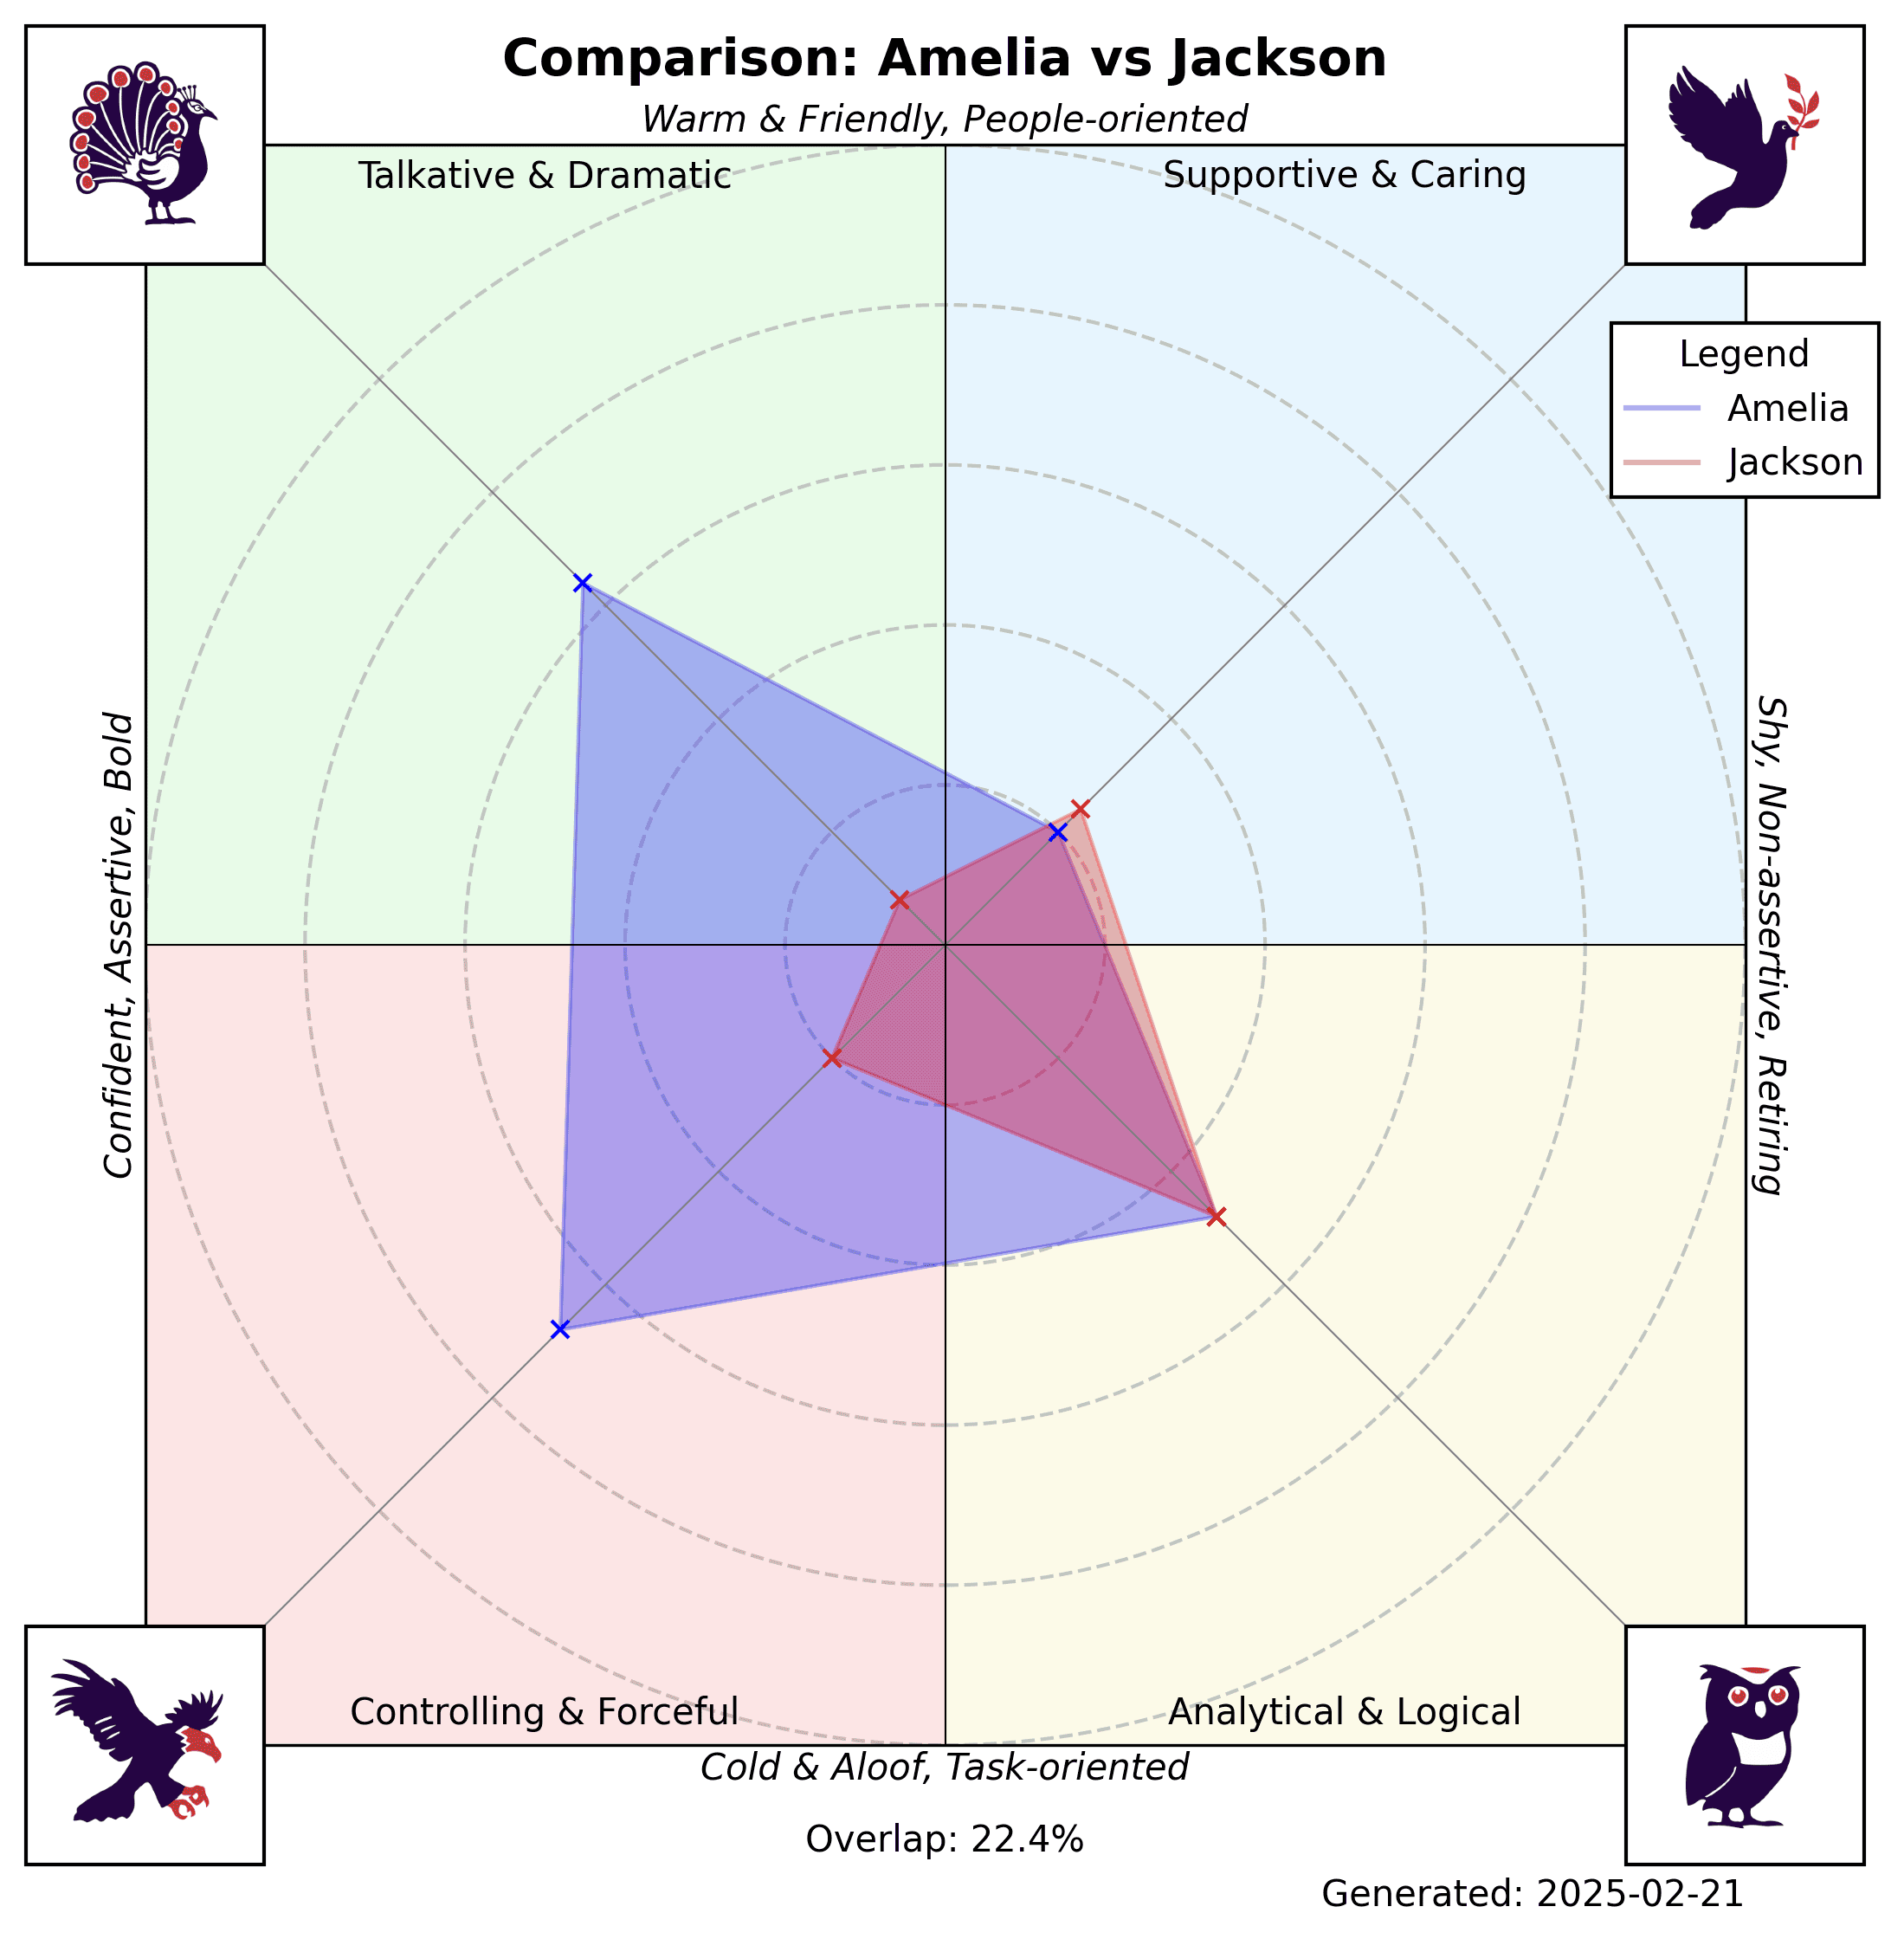 Comparison: Amelia vs Jackson
Warm & Friendly, People-oriented
Talkative & Dramatic
Supportive & Caring
Legend
Amelia
Jackson
Confident, Assertive, Bold
Shy, Non-assertive, Retiring
Controlling & Forceful
Analytical & Logical
Cold & Aloof, Task-oriented
Overlap: 22.4%
Generated: 2025-02-21